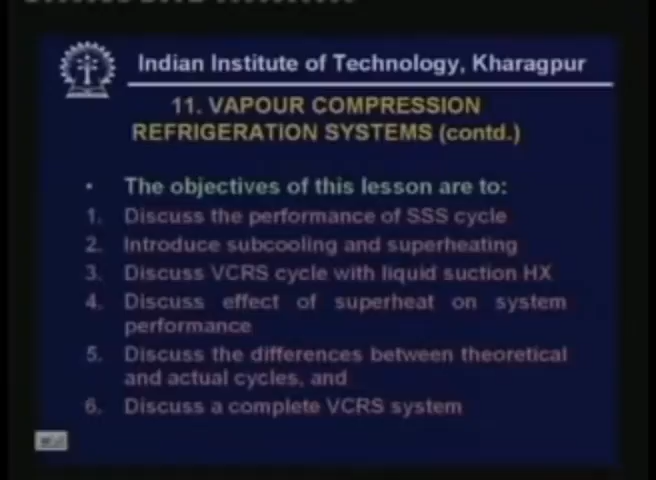 Indian Institute of Technology, Kharagpur
11. VAPOUR COMPRESSION
REFRIGERATION SYSTEMS (contd.)
• The objectives of this lesson are to:
1. Discuss the performance of SSS cycle
2. Introduce subcooling and superheating
3. Discuss VCRS cycle with liquid suction HX
4. Discuss effect of superheat on system
performance
5. Discuss the differences between theoretical
and actual cycles, and
6. Discuss a complete VCRS system